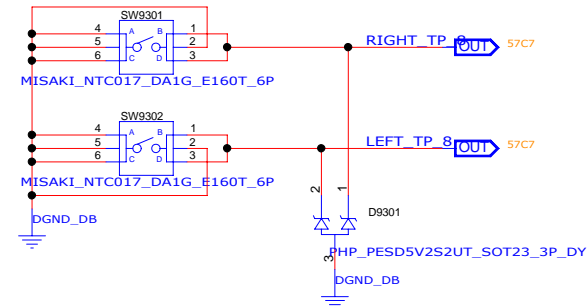 SW9301
4 A B 1
5 2
6 C D 3
MISAKI_NTC017_DA1G_E160T_6P
RIGHT_TP_8 OUT 57C7
SW9302
4 A B 1
5 2
6 C D 3
MISAKI_NTC017_DA1G_E160T_6P
LEFT_TP_8 OUT 57C7
2 1
D9301
DGND_DB
PHP_PESD5V2S2UT_SOT23_3P_DY
3
DGND_DB